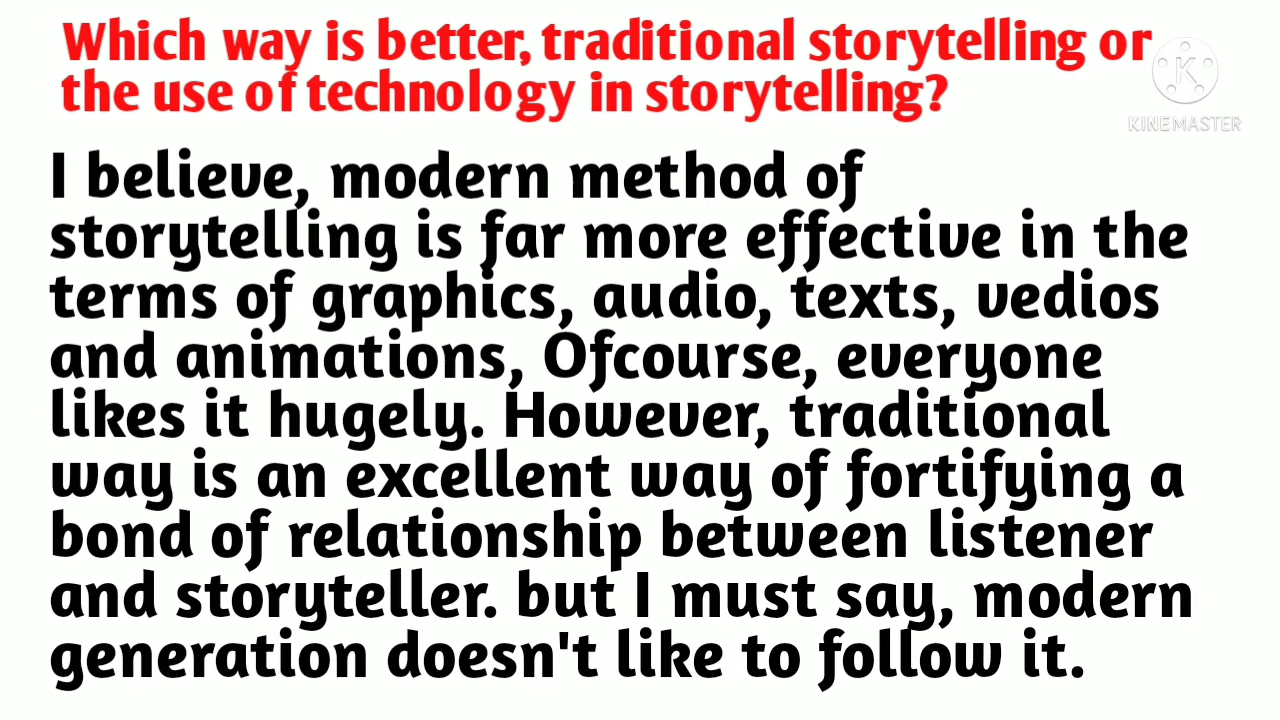 Which way is better, traditional storytelling or
the use of technology in storytelling?
K
KINEMASTER
I believe, modern method of
storytelling is far more effective in the
terms of graphics, audio, texts, vedios
and animations, Ofcourse, everyone
likes it hugely. However, traditional
way is an excellent way of fortifying a
bond of relationship between listener
and storyteller. but I must say, modern
generation doesn't like to follow it.